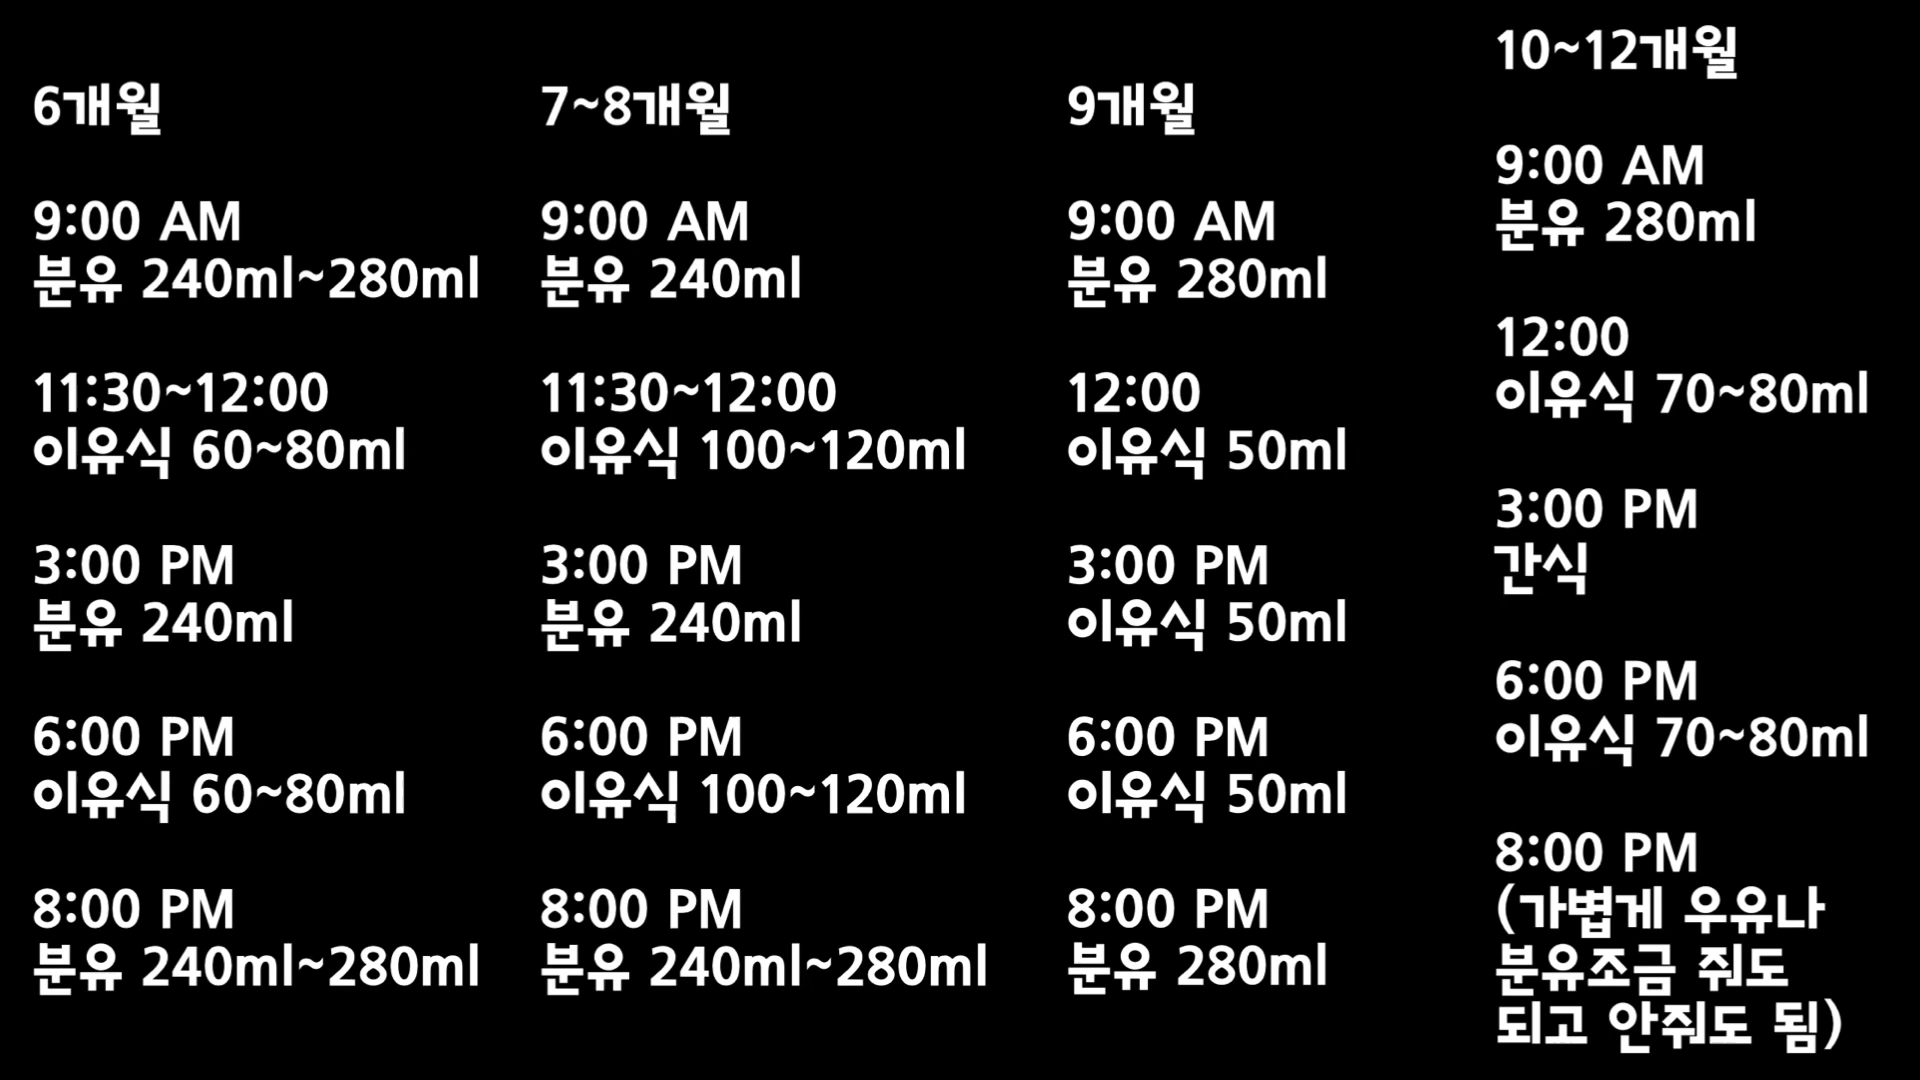 6개월
9:00 AM
분유 240ml~280ml
11:30~12:00
이유식 60~80ml
3:00 PM
분유 240ml
6:00 PM
이유식 60~80ml
8:00 PM
분유 240ml~280ml
7~8개월
9:00 AM
분유 240ml
11:30~12:00
이유식 100~120ml
3:00 PM
분유 240ml
6:00 PM
이유식 100~120ml
8:00 PM
분유 240ml~280ml
9개월
9:00 AM
분유 280ml
12:00
이유식 50ml
3:00 PM
이유식 50ml
6:00 PM
이유식 50ml
8:00 PM
분유 280ml
10~12개월
9:00 AM
분유 280ml
12:00
이유식 70~80ml
3:00 PM
간식
6:00 PM
이유식 70~80ml
8:00 PM
(가볍게 우유나
분유조금 줘도
되고 안줘도 됨)